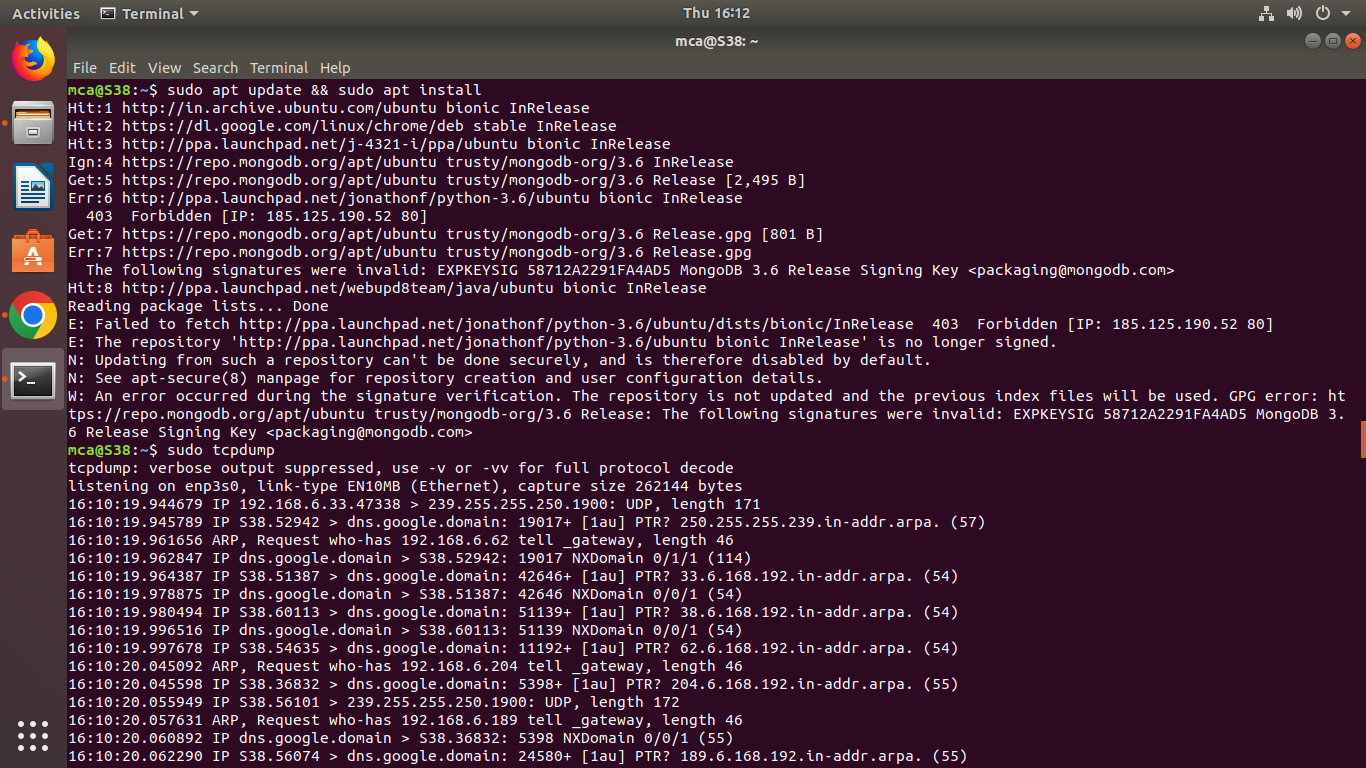 Activities Terminal Thu 16:12
mca@S38: ~
File Edit View Search Terminal Help
mca@S38:~$ sudo apt update && sudo apt install
Hit:1 http://in.archive.ubuntu.com/ubuntu bionic InRelease
Hit:2 https://dl.google.com/linux/chrome/deb stable InRelease
Hit:3 http://ppa.launchpad.net/j-4321-i/ppa/ubuntu bionic InRelease
Ign:4 https://repo.mongodb.org/apt/ubuntu trusty/mongodb-org/3.6 InRelease
Get:5 https://repo.mongodb.org/apt/ubuntu trusty/mongodb-org/3.6 Release [2,495 B]
Err:6 http://ppa.launchpad.net/jonathonf/python-3.6/ubuntu bionic InRelease
  403  Forbidden [IP: 185.125.190.52 80]
Get:7 https://repo.mongodb.org/apt/ubuntu trusty/mongodb-org/3.6 Release.gpg [801 B]
Err:7 https://repo.mongodb.org/apt/ubuntu trusty/mongodb-org/3.6 Release.gpg
  The following signatures were invalid: EXPKEYSIG 58712A2291FA4AD5 MongoDB 3.6 Release Signing Key <packaging@mongodb.com>
Hit:8 http://ppa.launchpad.net/webupd8team/java/ubuntu bionic InRelease
Reading package lists... Done
E: Failed to fetch http://ppa.launchpad.net/jonathonf/python-3.6/ubuntu/dists/bionic/InRelease  403  Forbidden [IP: 185.125.190.52 80]
E: The repository 'http://ppa.launchpad.net/jonathonf/python-3.6/ubuntu bionic InRelease' is no longer signed.
N: Updating from such a repository can't be done securely, and is therefore disabled by default.
N: See apt-secure(8) manpage for repository creation and user configuration details.
W: An error occurred during the signature verification. The repository is not updated and the previous index files will be used. GPG error: ht
tps://repo.mongodb.org/apt/ubuntu trusty/mongodb-org/3.6 Release: The following signatures were invalid: EXPKEYSIG 58712A2291FA4AD5 MongoDB 3.
6 Release Signing Key <packaging@mongodb.com>
mca@S38:~$ sudo tcpdump
tcpdump: verbose output suppressed, use -v or -vv for full protocol decode
listening on enp3s0, link-type EN10MB (Ethernet), capture size 262144 bytes
16:10:19.944679 IP 192.168.6.33.47338 > 239.255.255.250.1900: UDP, length 171
16:10:19.945789 IP S38.52942 > dns.google.domain: 19017+ [1au] PTR? 250.255.255.239.in-addr.arpa. (57)
16:10:19.961656 ARP, Request who-has 192.168.6.62 tell _gateway, length 46
16:10:19.962847 IP dns.google.domain > S38.52942: 19017 NXDomain 0/1/1 (114)
16:10:19.964387 IP S38.51387 > dns.google.domain: 42646+ [1au] PTR? 33.6.168.192.in-addr.arpa. (54)
16:10:19.978875 IP dns.google.domain > S38.51387: 42646 NXDomain 0/0/1 (54)
16:10:19.980494 IP S38.60113 > dns.google.domain: 51139+ [1au] PTR? 38.6.168.192.in-addr.arpa. (54)
16:10:19.996516 IP dns.google.domain > S38.60113: 51139 NXDomain 0/0/1 (54)
16:10:19.997678 IP S38.54635 > dns.google.domain: 11192+ [1au] PTR? 62.6.168.192.in-addr.arpa. (54)
16:10:20.045092 ARP, Request who-has 192.168.6.204 tell _gateway, length 46
16:10:20.045598 IP S38.36832 > dns.google.domain: 5398+ [1au] PTR? 204.6.168.192.in-addr.arpa. (55)
16:10:20.055949 IP S38.56101 > 239.255.255.250.1900: UDP, length 172
16:10:20.057631 ARP, Request who-has 192.168.6.189 tell _gateway, length 46
16:10:20.060892 IP dns.google.domain > S38.36832: 5398 NXDomain 0/0/1 (55)
16:10:20.062290 IP S38.56074 > dns.google.domain: 24580+ [1au] PTR? 189.6.168.192.in-addr.arpa. (55)